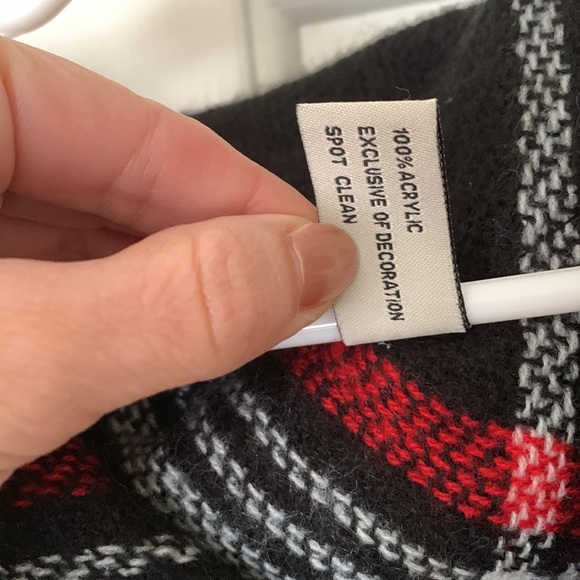 100% ACRYLIC
EXCLUSIVE OF DECORATION
SPOT CLEAN